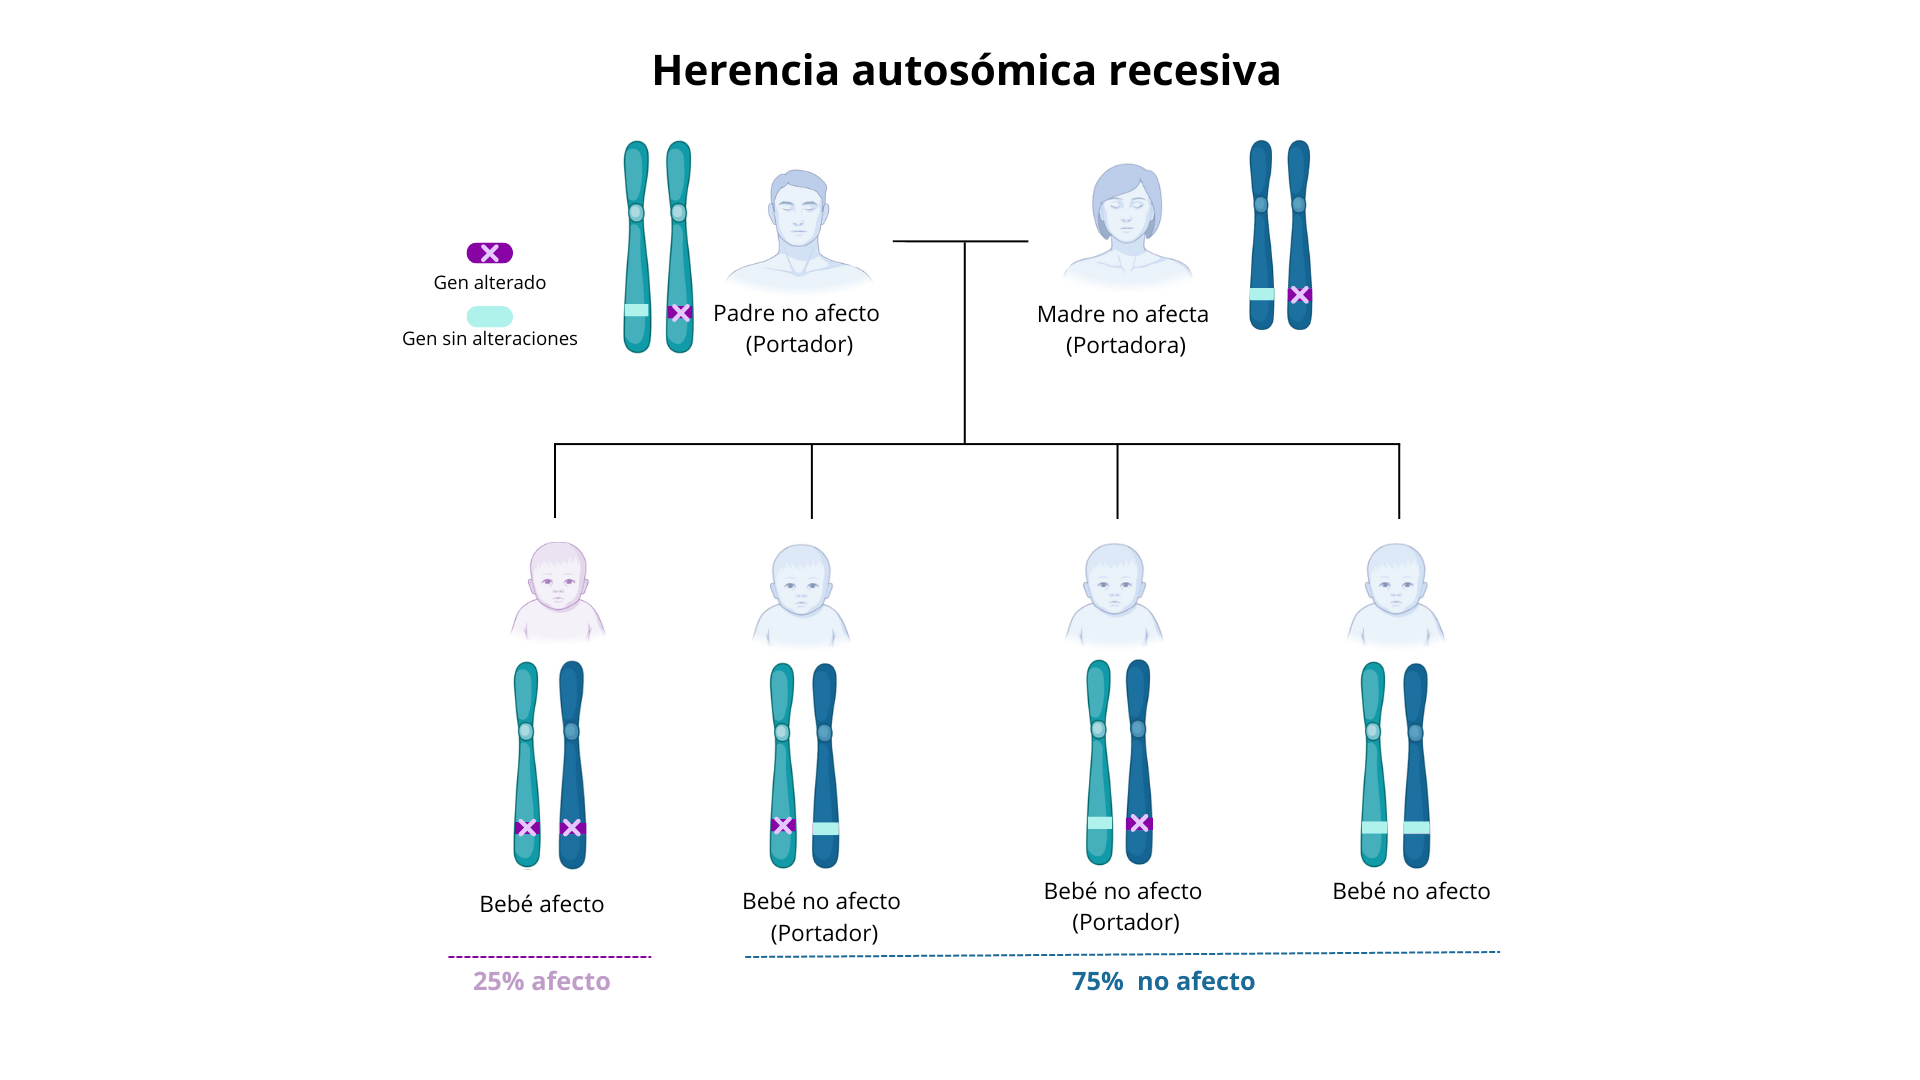 Herencia autosómica recesiva
Gen alterado
Gen sin alteraciones
Padre no afecto
(Portador)
Madre no afecta
(Portadora)
Bebé afecto
Bebé no afecto
(Portador)
Bebé no afecto
(Portador)
Bebé no afecto
25% afecto
75% no afecto